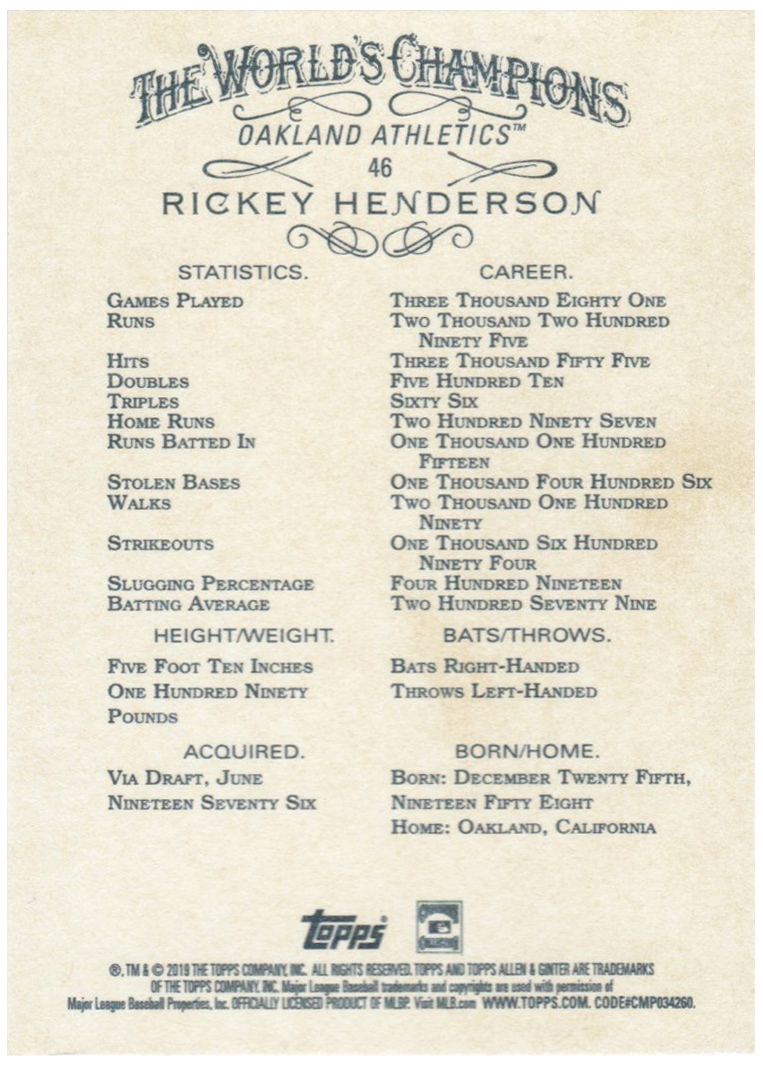 THE WORLD'S CHAMPIONS
OAKLAND ATHLETICS™
46
RICKEY HENDERSON
STATISTICS. CAREER.
GAMES PLAYED THREE THOUSAND EIGHTY ONE
RUNS TWO THOUSAND TWO HUNDRED
NINETY FIVE
HITS THREE THOUSAND FIFTY FIVE
DOUBLES FIVE HUNDRED TEN
TRIPLES SIXTY SIX
HOME RUNS TWO HUNDRED NINETY SEVEN
RUNS BATTED IN ONE THOUSAND ONE HUNDRED
FIFTEEN
STOLEN BASES ONE THOUSAND FOUR HUNDRED SIX
WALKS TWO THOUSAND ONE HUNDRED
NINETY
STRIKEOUTS ONE THOUSAND SIX HUNDRED
NINETY FOUR
SLUGGING PERCENTAGE FOUR HUNDRED NINETEEN
BATTING AVERAGE TWO HUNDRED SEVENTY NINE
HEIGHT/WEIGHT. BATS/THROWS.
FIVE FOOT TEN INCHES BATS RIGHT-HANDED
ONE HUNDRED NINETY THROWS LEFT-HANDED
POUNDS
ACQUIRED. BORN/HOME.
VIA DRAFT, JUNE BORN: DECEMBER TWENTY FIFTH,
NINETEEN SEVENTY SIX NINETEEN FIFTY EIGHT
HOME: OAKLAND, CALIFORNIA
TOPPS®
®, TM & © 2019 THE TOPPS COMPANY, INC. ALL RIGHTS RESERVED. TOPPS AND TOPPS ALLEN & GINTER ARE TRADEMARKS
OF THE TOPPS COMPANY, INC. Major League Baseball trademarks and copyrights are used with permission of
Major League Baseball Properties, Inc. OFFICIALLY LICENSED PRODUCT OF MLBP. Visit MLB.com WWW.TOPPS.COM. CODE#CMP034260.